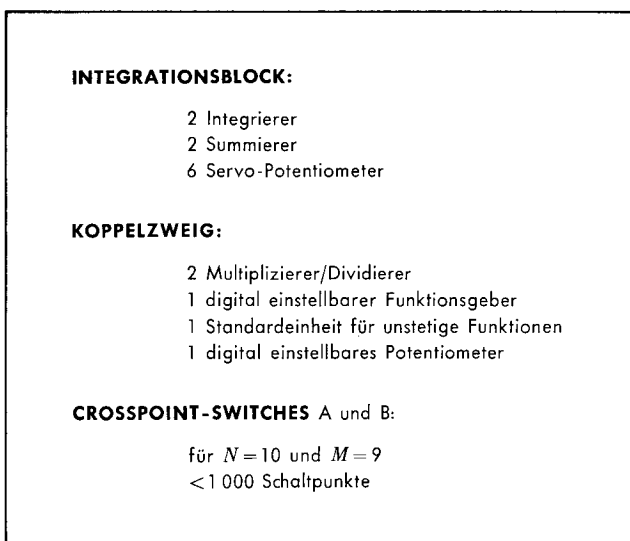 INTEGRATIONSBLOCK:
2 Integrierer
2 Summierer
6 Servo-Potentiometer
KOPPELZWEIG:
2 Multiplizierer/Dividierer
1 digital einstellbarer Funktionsgeber
1 Standardeinheit für unstetige Funktionen
1 digital einstellbares Potentiometer
CROSSPOINT-SWITCHES A und B:
für N=10 und M=9
<1 000 Schaltpunkte